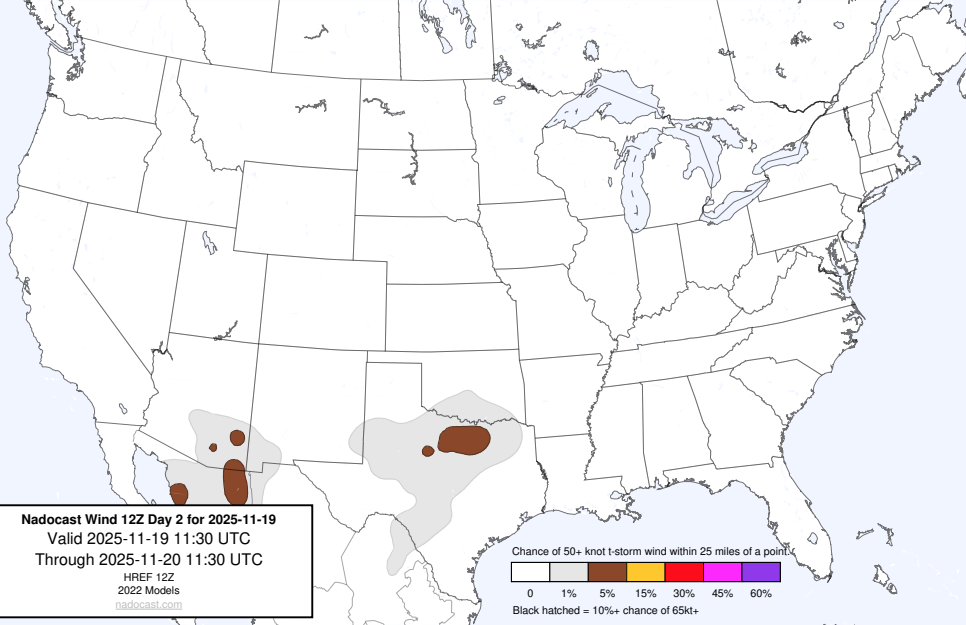 Nadocast Wind 12Z Day 2 for 2025-11-19
Valid 2025-11-19 11:30 UTC
Through 2025-11-20 11:30 UTC
HREF 12Z
2022 Models
nadocast.com
Chance of 50+ knot t-storm wind within 25 miles of a point.
0 1% 5% 15% 30% 45% 60%
Black hatched = 10%+ chance of 65kt+